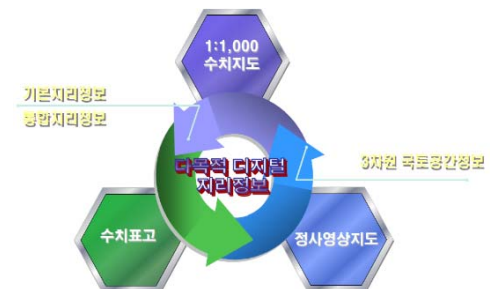 1:1,000
수치지도
기본지리정보
통합지리정보
3차원 국토공간정보
다목적 디지털
지리정보
수치표고
정사영상지도